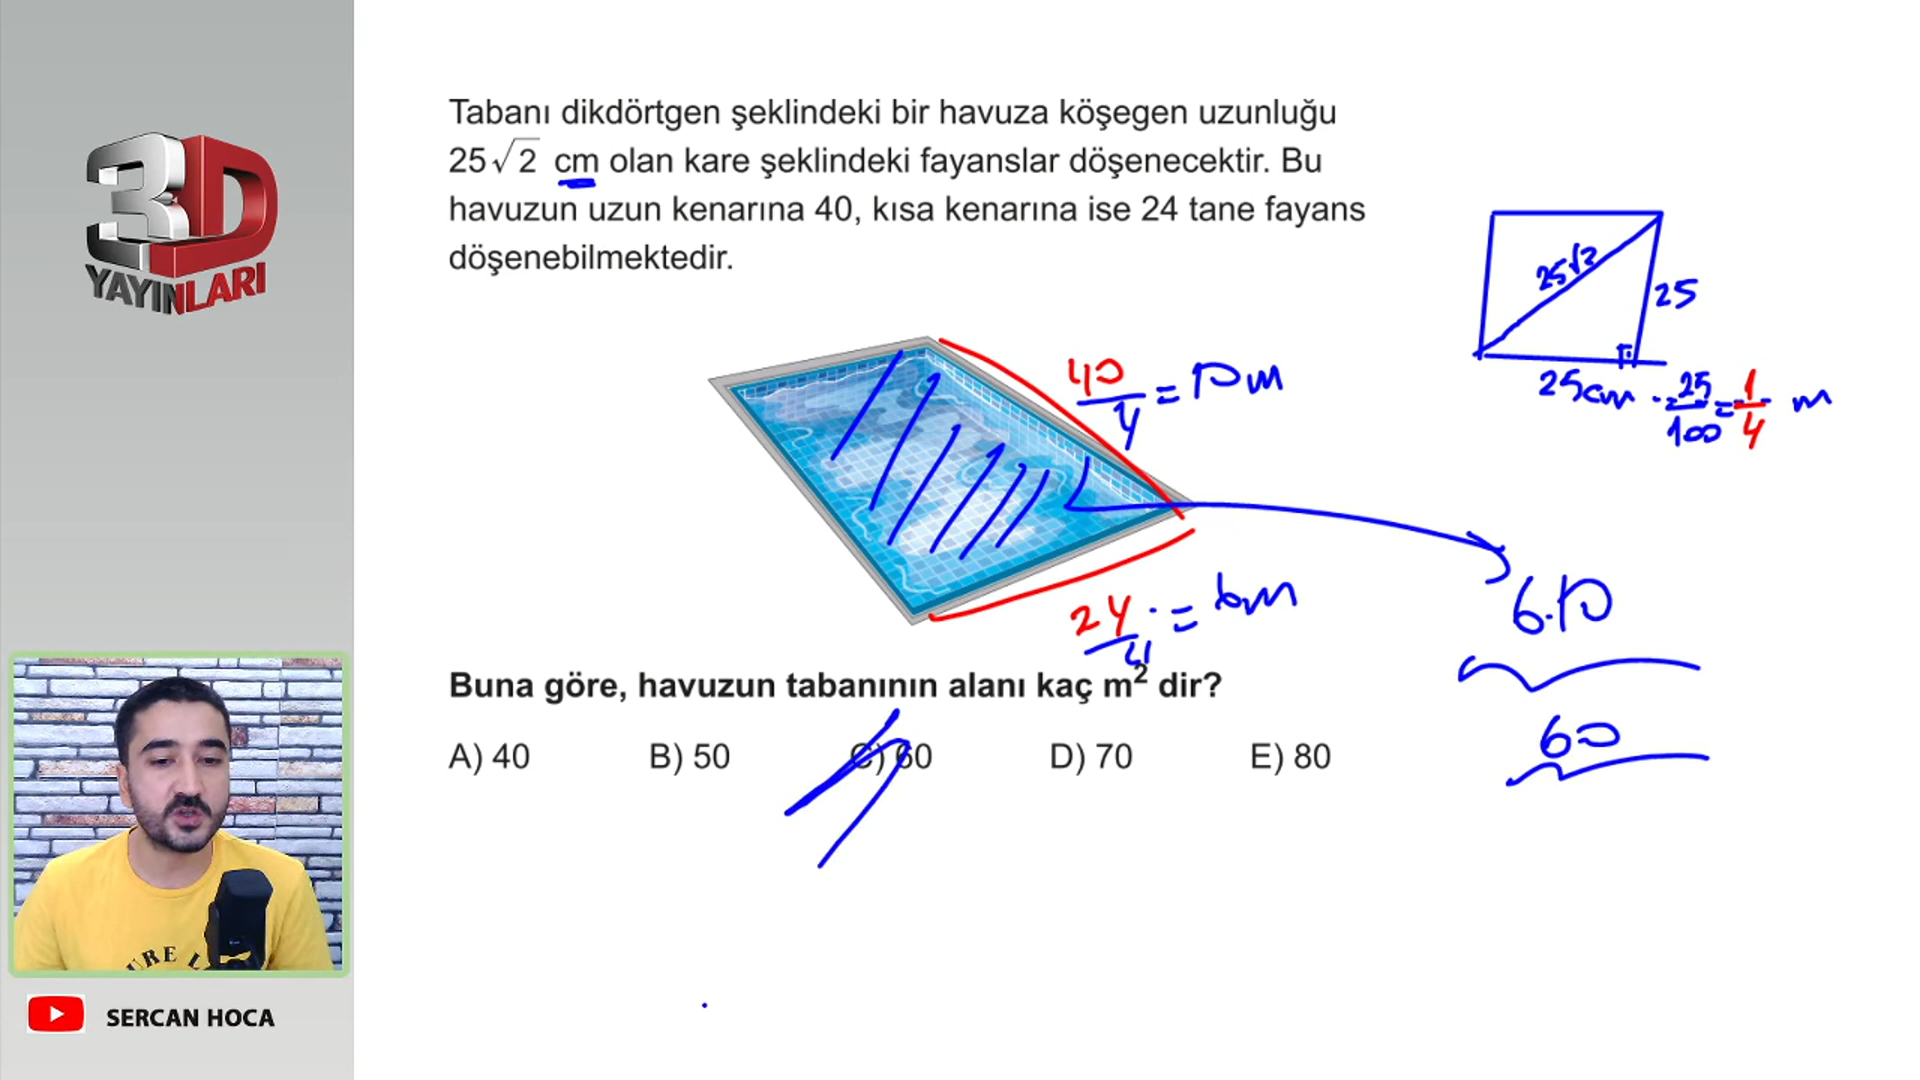 3D
YAYINLARI
Tabanı dikdörtgen şeklindeki bir havuza köşegen uzunluğu
25√2 cm olan kare şeklindeki fayanslar döşenecektir. Bu
havuzun uzun kenarına 40, kısa kenarına ise 24 tane fayans
döşenebilmektedir.
25√2
25
25cm · 25/100 = 1/4 m
40/4 = 10m
24/4 = 6m
6.10
60
Buna göre, havuzun tabanının alanı kaç m² dir?
A) 40 B) 50 C) 60 D) 70 E) 80
URE L
SERCAN HOCA